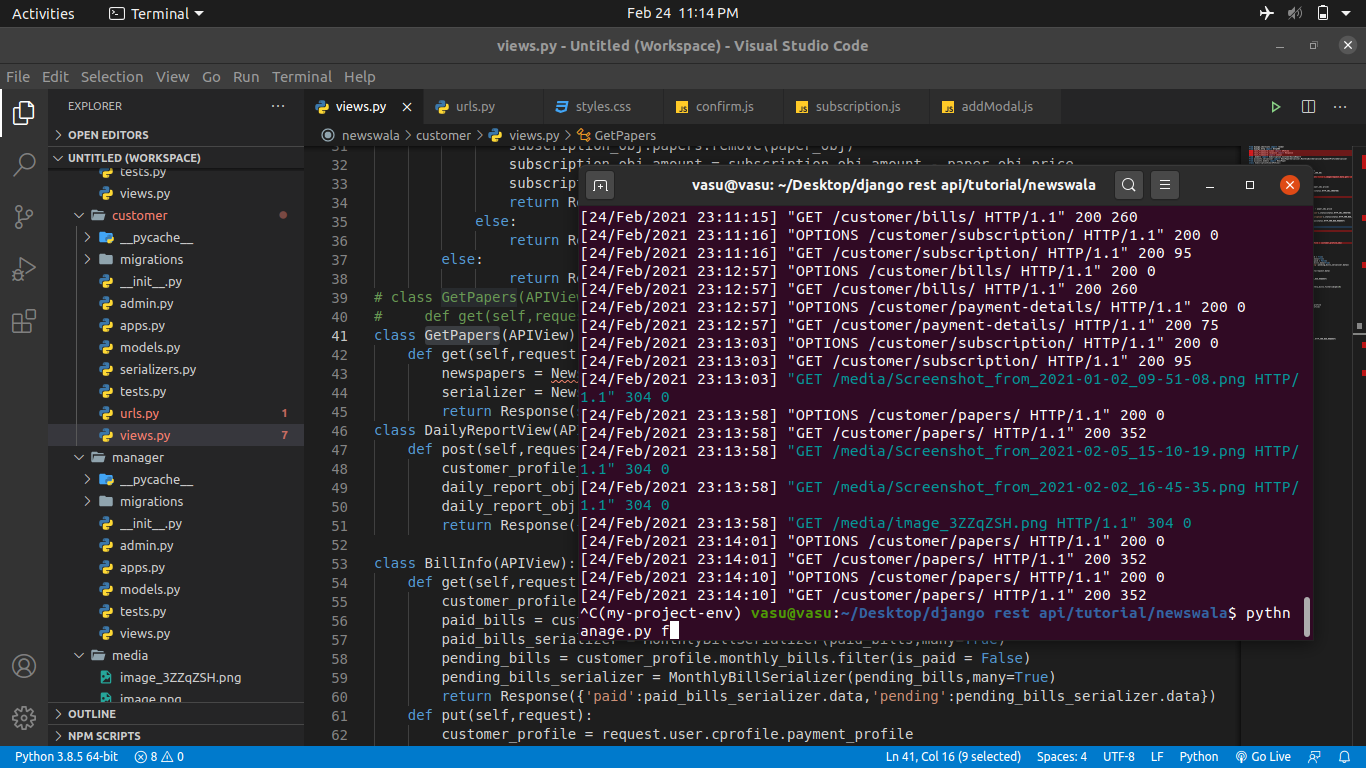 Activities
Terminal
Feb 24 11:14 PM
views.py - Untitled (Workspace) - Visual Studio Code
File Edit Selection View Go Run Terminal Help
EXPLORER
OPEN EDITORS
UNTITLED (WORKSPACE)
tests.py
views.py
customer
__pycache__
migrations
__init__.py
admin.py
apps.py
models.py
serializers.py
tests.py
urls.py 1
views.py 7
manager
__pycache__
migrations
__init__.py
admin.py
apps.py
models.py
tests.py
views.py
media
image_3ZZqZSH.png
image.png
OUTLINE
NPM SCRIPTS
views.py urls.py styles.css confirm.js subscription.js addModal.js
newswala > customer > views.py > GetPapers
31 subscription_obj.papers.remove(paper_obj)
32 subscription_obj.amount = subscription_obj.amount - paper_obj.price
33 subscript
34 return Re
35 else:
36 return Re
37 else:
38 return Re
39 # class GetPapers(APIView
40 # def get(self,reques
41 class GetPapers(APIView)
42 def get(self,request
43 newspapers = New
44 serializer = New
45 return Response(s
46 class DailyReportView(AP
47 def post(self,reques
48 customer_profile
49 daily_report_obj
50 daily_report_obj
51 return Response(
52
53 class BillInfo(APIView):
54 def get(self,request
55 customer_profile
56 paid_bills = cust
57 paid_bills_serializer = MonthlyBillSerializer(paid_bills,many=True)
58 pending_bills = customer_profile.monthly_bills.filter(is_paid = False)
59 pending_bills_serializer = MonthlyBillSerializer(pending_bills,many=True)
60 return Response({'paid':paid_bills_serializer.data,'pending':pending_bills_serializer.data})
61 def put(self,request):
62 customer_profile = request.user.cprofile.payment_profile
vasu@vasu: ~/Desktop/django rest api/tutorial/newswala
[24/Feb/2021 23:11:15] "GET /customer/bills/ HTTP/1.1" 200 260
[24/Feb/2021 23:11:16] "OPTIONS /customer/subscription/ HTTP/1.1" 200 0
[24/Feb/2021 23:11:16] "GET /customer/subscription/ HTTP/1.1" 200 95
[24/Feb/2021 23:12:57] "OPTIONS /customer/bills/ HTTP/1.1" 200 0
[24/Feb/2021 23:12:57] "GET /customer/bills/ HTTP/1.1" 200 260
[24/Feb/2021 23:12:57] "OPTIONS /customer/payment-details/ HTTP/1.1" 200 0
[24/Feb/2021 23:12:57] "GET /customer/payment-details/ HTTP/1.1" 200 75
[24/Feb/2021 23:13:03] "OPTIONS /customer/subscription/ HTTP/1.1" 200 0
[24/Feb/2021 23:13:03] "GET /customer/subscription/ HTTP/1.1" 200 95
[24/Feb/2021 23:13:03] "GET /media/Screenshot_from_2021-01-02_09-51-08.png HTTP/
1.1" 304 0
[24/Feb/2021 23:13:58] "OPTIONS /customer/papers/ HTTP/1.1" 200 0
[24/Feb/2021 23:13:58] "GET /customer/papers/ HTTP/1.1" 200 352
[24/Feb/2021 23:13:58] "GET /media/Screenshot_from_2021-02-05_15-10-19.png HTTP/
1.1" 304 0
[24/Feb/2021 23:13:58] "GET /media/Screenshot_from_2021-02-02_16-45-35.png HTTP/
1.1" 304 0
[24/Feb/2021 23:13:58] "GET /media/image_3ZZqZSH.png HTTP/1.1" 304 0
[24/Feb/2021 23:14:01] "OPTIONS /customer/papers/ HTTP/1.1" 200 0
[24/Feb/2021 23:14:01] "GET /customer/papers/ HTTP/1.1" 200 352
[24/Feb/2021 23:14:10] "OPTIONS /customer/papers/ HTTP/1.1" 200 0
[24/Feb/2021 23:14:10] "GET /customer/papers/ HTTP/1.1" 200 352
^C(my-project-env) vasu@vasu:~/Desktop/django rest api/tutorial/newswala$ pythn
anage.py f
Python 3.8.5 64-bit 8 0 Ln 41, Col 16 (9 selected) Spaces: 4 UTF-8 LF Python Go Live